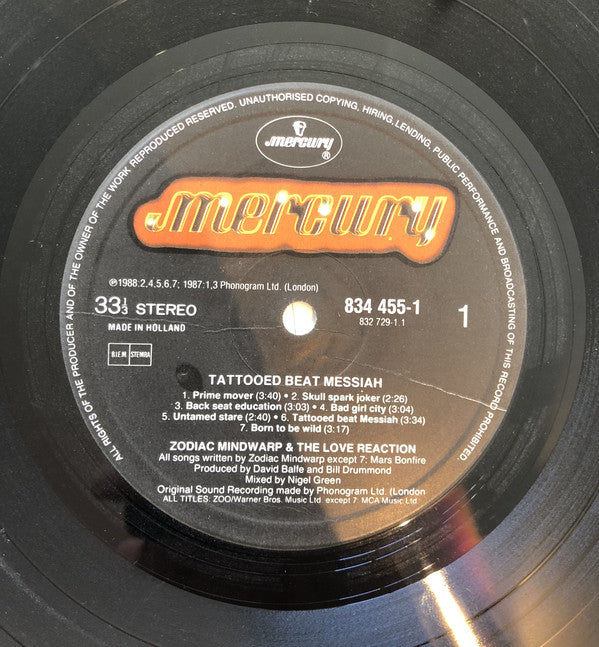 ALL RIGHTS OF THE PRODUCER AND OF THE OWNER OF THE WORK REPRODUCED RESERVED. UNAUTHORISED COPYING, HIRING, LENDING, PUBLIC PERFORMANCE AND BROADCASTING OF THIS RECORD PROHIBITED.
mercury
®
mercury
℗1988:2,4,5,6,7; 1987:1,3 Phonogram Ltd. (London)
33⅓ STEREO
MADE IN HOLLAND
834 455-1
832 729-1.1
1
B.I.E.M. STEMRA
TATTOOED BEAT MESSIAH
1. Prime mover (3:40) • 2. Skull spark joker (2:26)
3. Back seat education (3:03) • 4. Bad girl city (3:04)
5. Untamed stare (2:40) • 6. Tattooed beat Messiah (3:34)
7. Born to be wild (3:17)
ZODIAC MINDWARP & THE LOVE REACTION
All songs written by Zodiac Mindwarp except 7: Mars Bonfire
Produced by David Balfe and Bill Drummond
Mixed by Nigel Green
Original Sound Recording made by Phonogram Ltd. (London
ALL TITLES: ZOO/Warner Bros. Music Ltd except 7: MCA Music Ltd